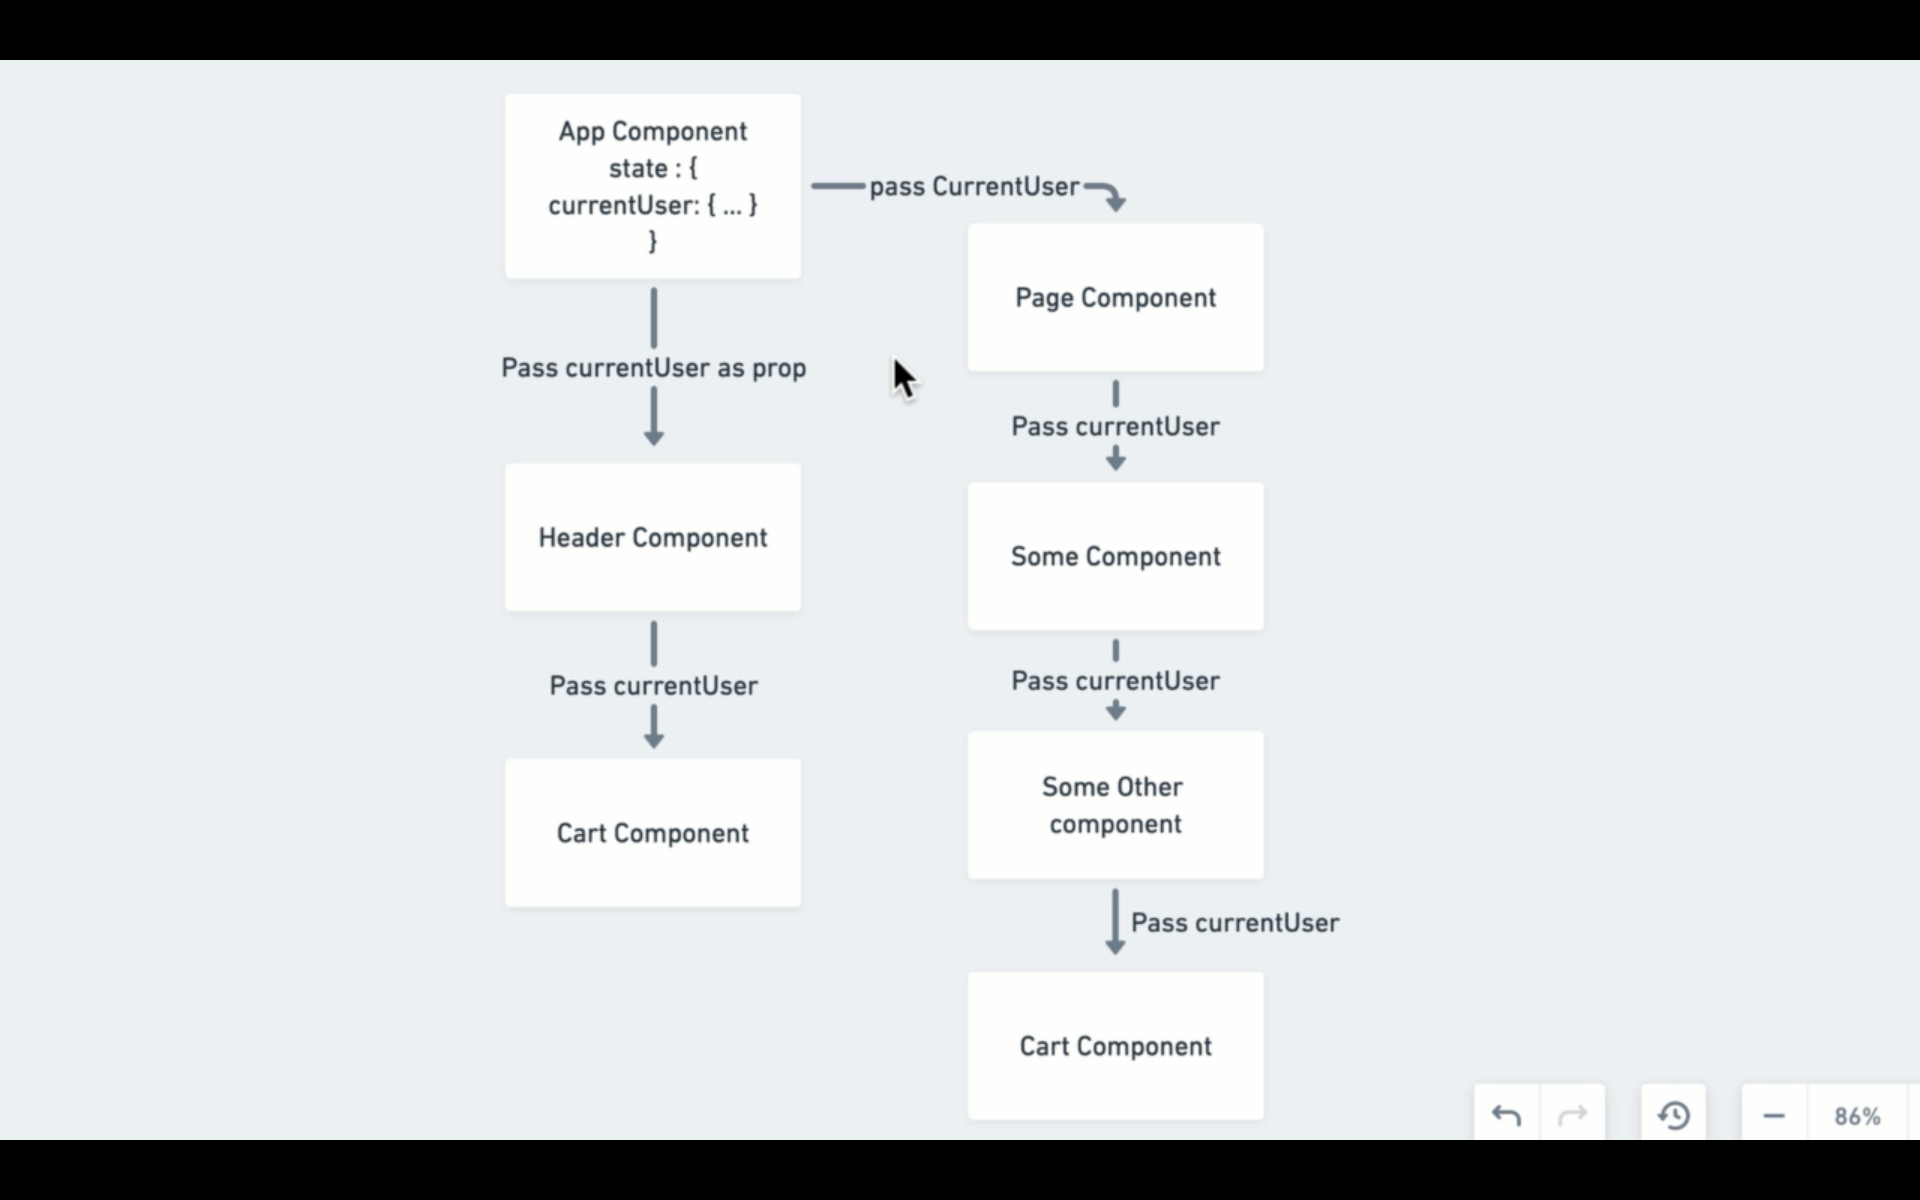 App Component
state : {
currentUser: { ... }
}
pass CurrentUser
Page Component
Pass currentUser as prop
Pass currentUser
Header Component
Some Component
Pass currentUser
Pass currentUser
Cart Component
Some Other
component
Pass currentUser
Cart Component
86%